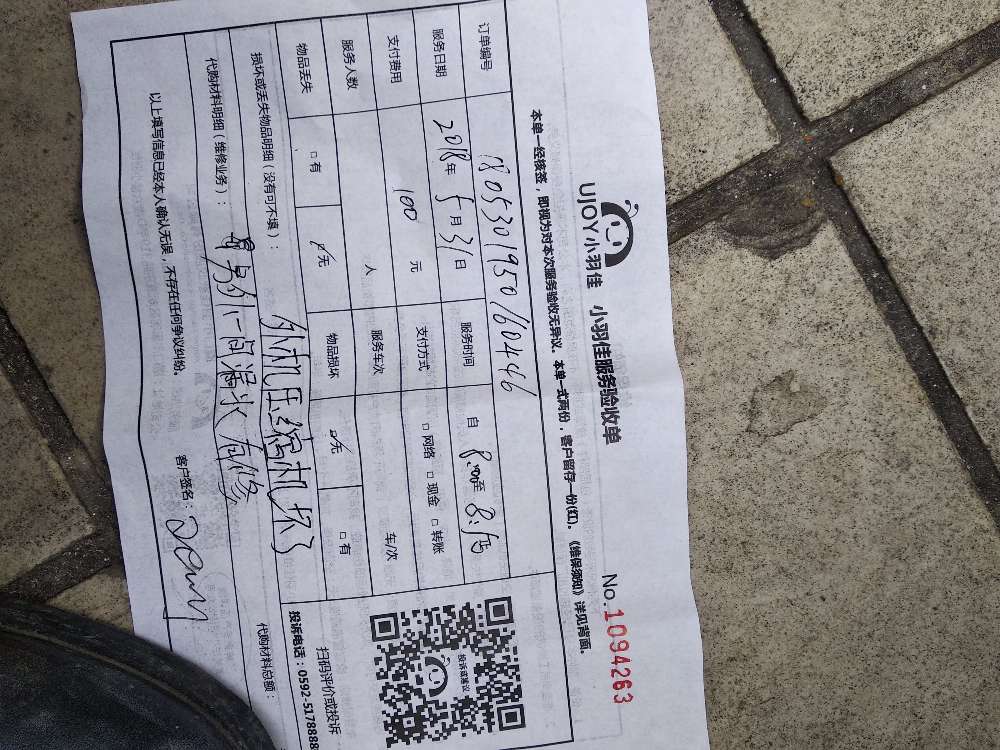 UJOY小羽佳 小羽佳服务验收单
No.1094263
本单一经核签，即视为对本次服务验收无异议。本单一式两份，客户留存一份(红)。《维保须知》详见背面。
订单编号 180530195016044​6
服务日期 2018年5月31日 服务时间 自 8:00至
支付费用 100 元 支付方式 □网络 □现金 □转账
服务人数 人 服务车次 车/次
物品丢失 □有 □无 物品损坏 □无 □有
损坏或丢失物品明细（没有可不填）： 外机压缩机坏了
代购材料明细（维修业务）： 另外一间漏水有修
代购材料总额：
以上填写信息已经本人确认无误，不存在任何争议纠纷。 客户签名：
投诉或建议
扫码评价或投诉
投诉电话：0592-5178888